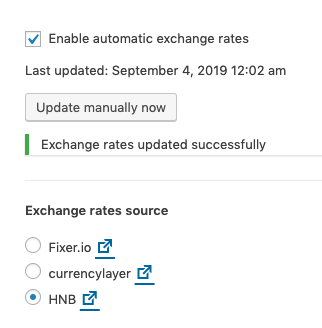 Enable automatic exchange rates
Last updated: September 4, 2019 12:02 am
Update manually now
Exchange rates updated successfully
Exchange rates source
Fixer.io
currencylayer
HNB